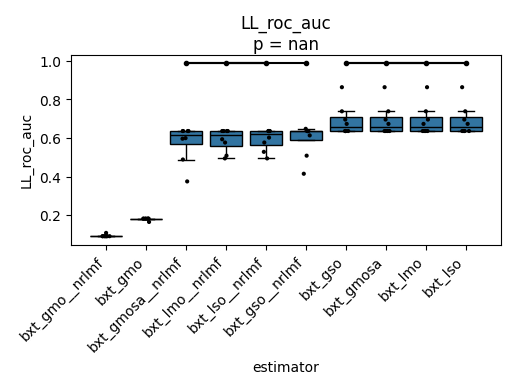 LL_roc_auc
p = nan
LL_roc_auc
1.0
0.8
0.6
0.4
0.2
bxt_gmo__nrlmf
bxt_gmo
bxt_gmosa__nrlmf
bxt_lmo__nrlmf
bxt_lso__nrlmf
bxt_gso__nrlmf
bxt_gso
bxt_gmosa
bxt_lmo
bxt_lso
estimator